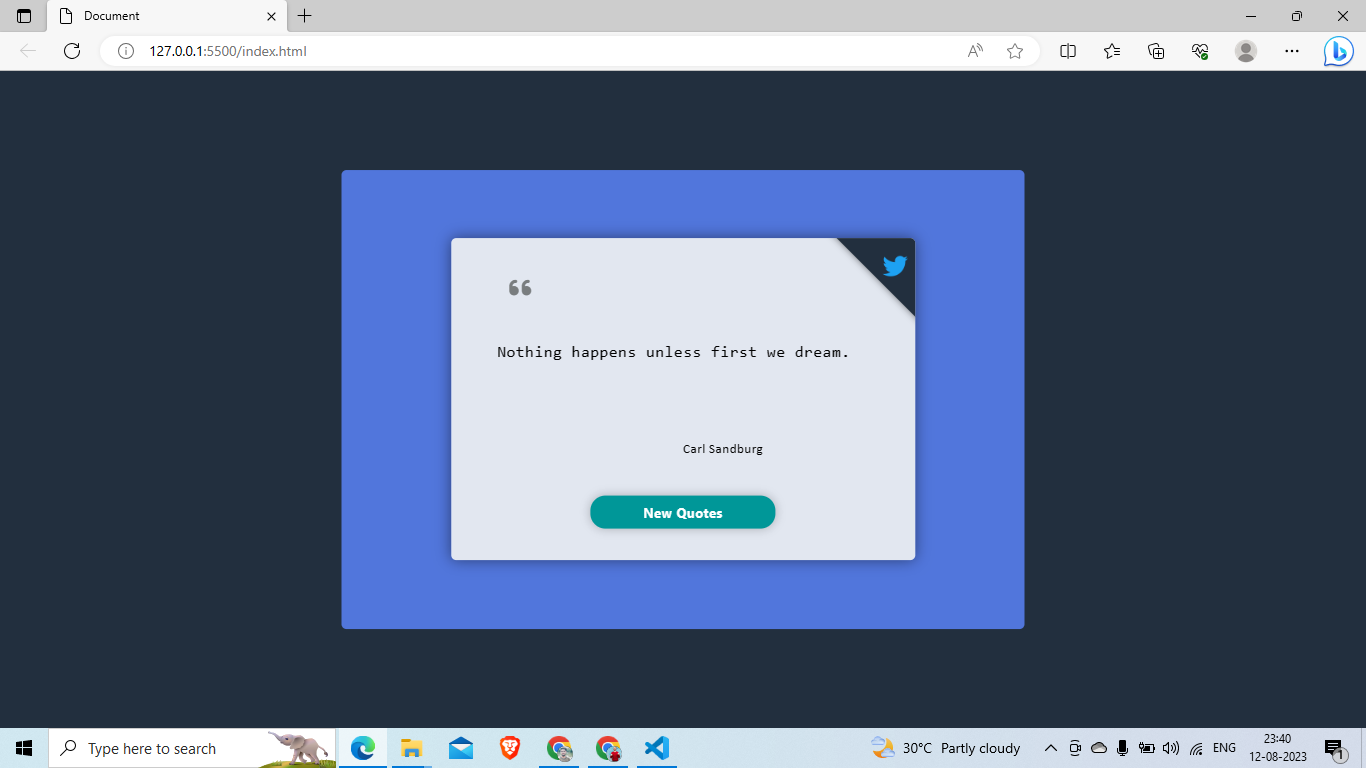 Document
127.0.0.1:5500/index.html
“
Nothing happens unless first we dream.
Carl Sandburg
New Quotes
Type here to search
30°C Partly cloudy
ENG
23:40
12-08-2023
1